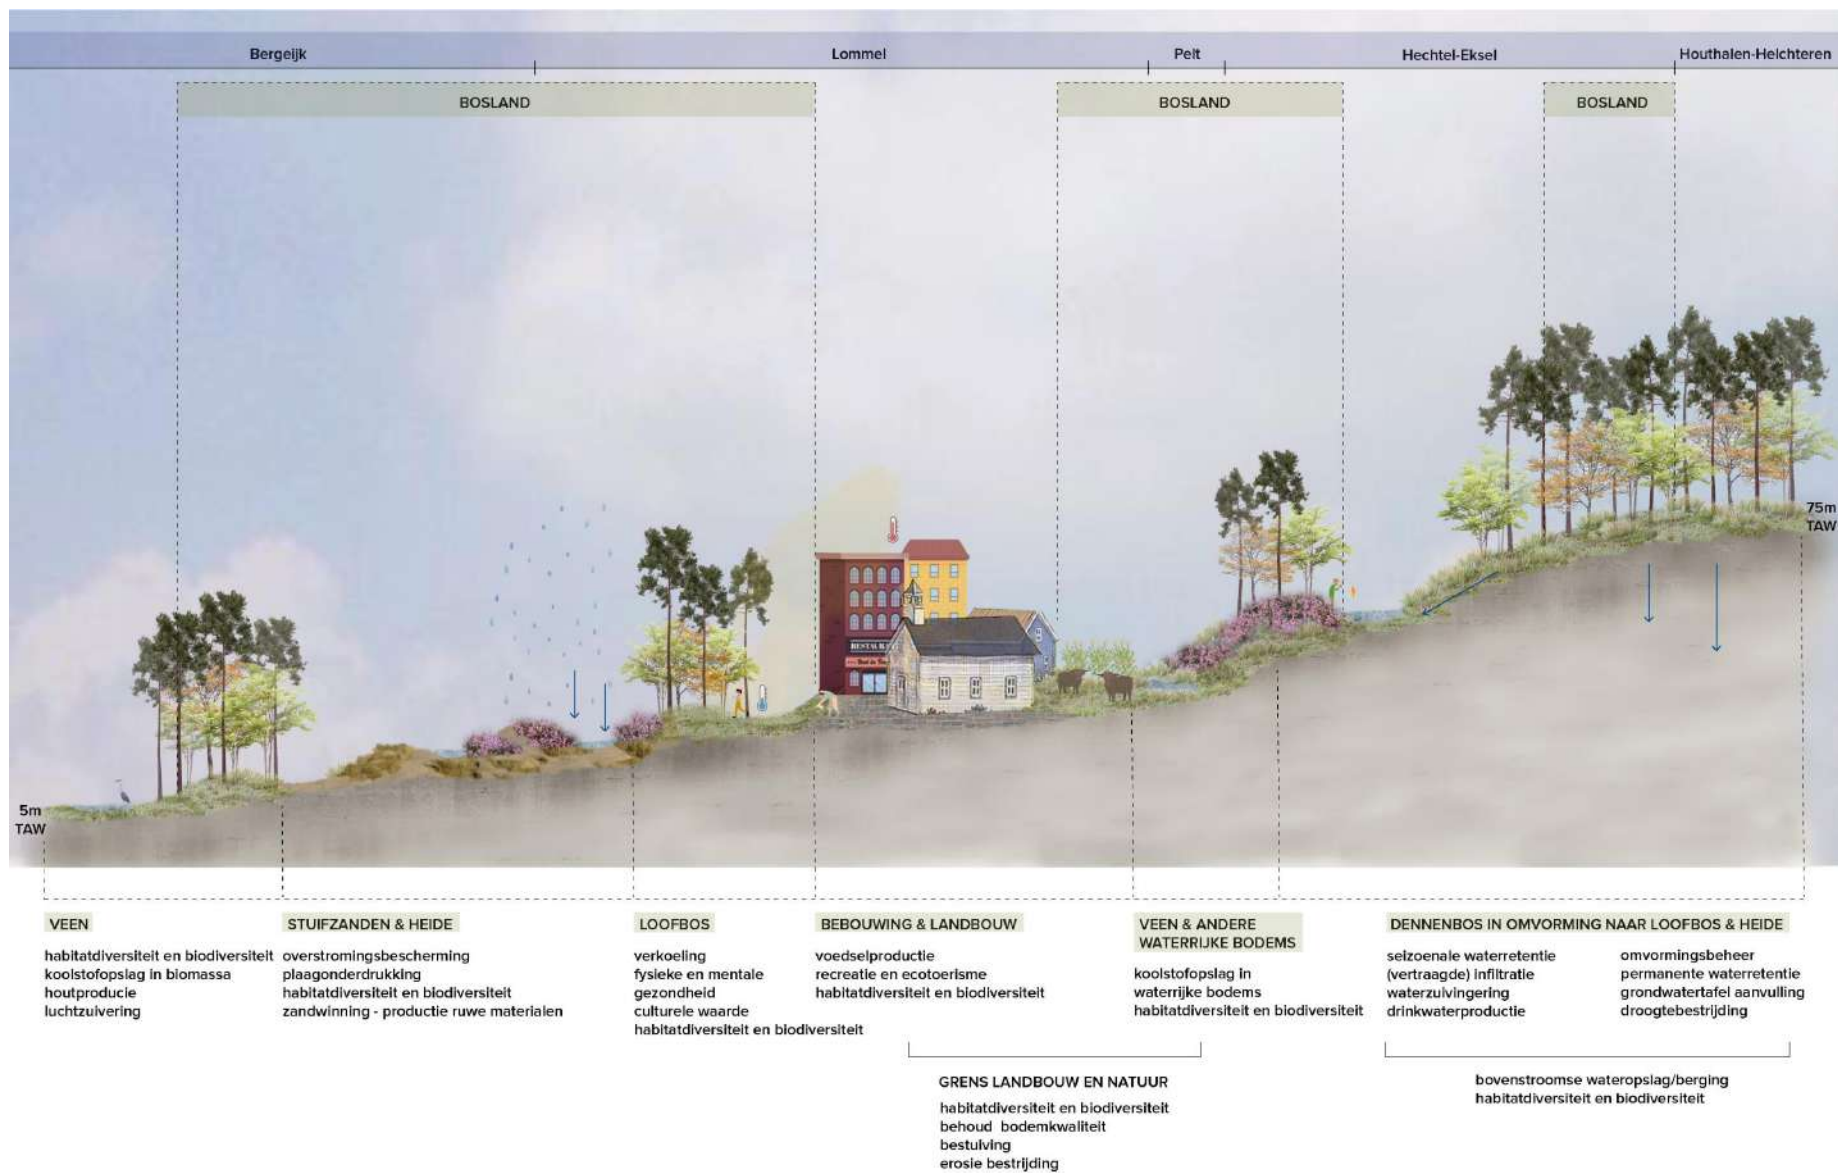 Bergeijk
Lommel
Pelt
Hechtel-Eksel
Houthalen-Helchteren
BOSLAND
BOSLAND
BOSLAND
75m
TAW
5m
TAW
VEEN
habitatdiversiteit en biodiversiteit
koolstofopslag in biomassa
houtproducie
luchtzuivering
STUIFZANDEN & HEIDE
overstromingsbescherming
plaagonderdrukking
habitatdiversiteit en biodiversiteit
zandwinning - productie ruwe materialen
LOOFBOS
verkoeling
fysieke en mentale
gezondheid
culturele waarde
habitatdiversiteit en biodiversiteit
BEBOUWING & LANDBOUW
voedselproductie
recreatie en ecotoerisme
habitatdiversiteit en biodiversiteit
VEEN & ANDERE
WATERRIJKE BODEMS
koolstofopslag in
waterrijke bodems
habitatdiversiteit en biodiversiteit
DENNENBOS IN OMVORMING NAAR LOOFBOS & HEIDE
seizoenale waterretentie
(vertraagde) infiltratie
waterzuivingering
drinkwaterproductie
omvormingsbeheer
permanente waterretentie
grondwatertafel aanvulling
droogtebestrijding
GRENS LANDBOUW EN NATUUR
habitatdiversiteit en biodiversiteit
behoud bodemkwaliteit
bestuiving
erosie bestrijding
bovenstroomse wateropslag/berging
habitatdiversiteit en biodiversiteit